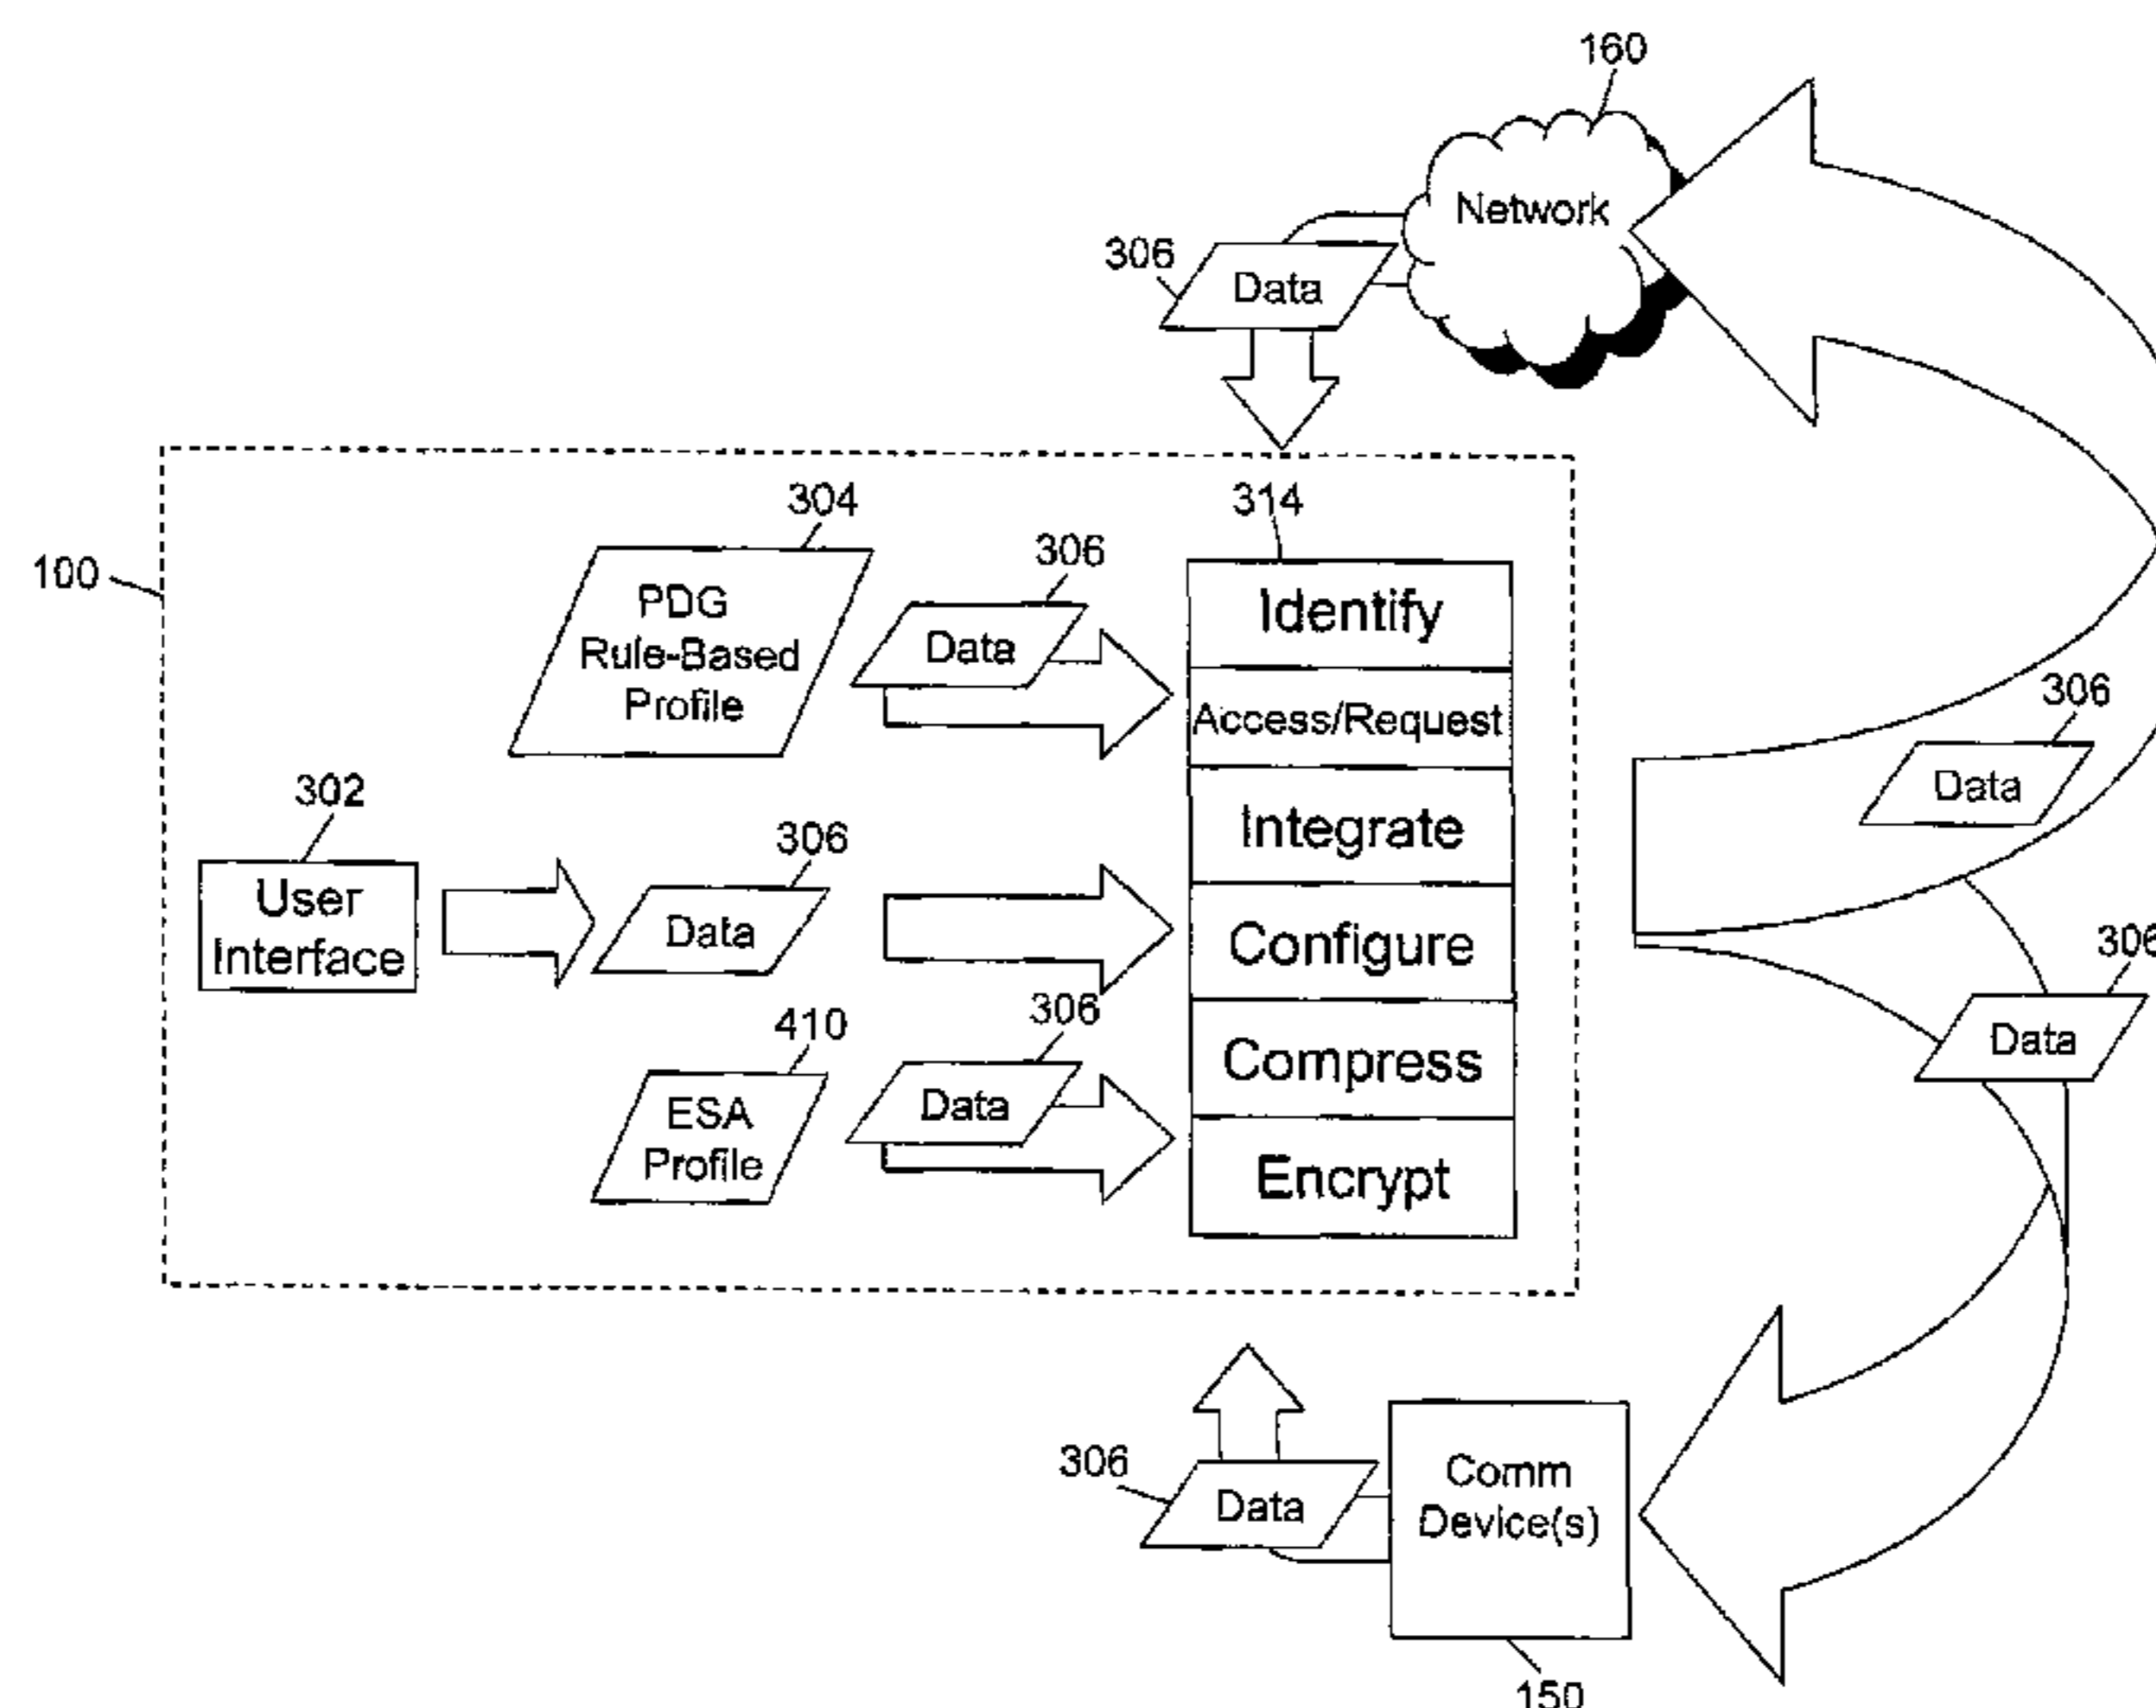 160
Network
306
Data
100
304
PDG
Rule-Based
Profile
306
Data
314
Identify
Access/Request
Integrate
Configure
Compress
Encrypt
302
User
Interface
306
Data
410
ESA
Profile
306
Data
306
Data
306
Data
306
Data
Comm
Device(s)
150